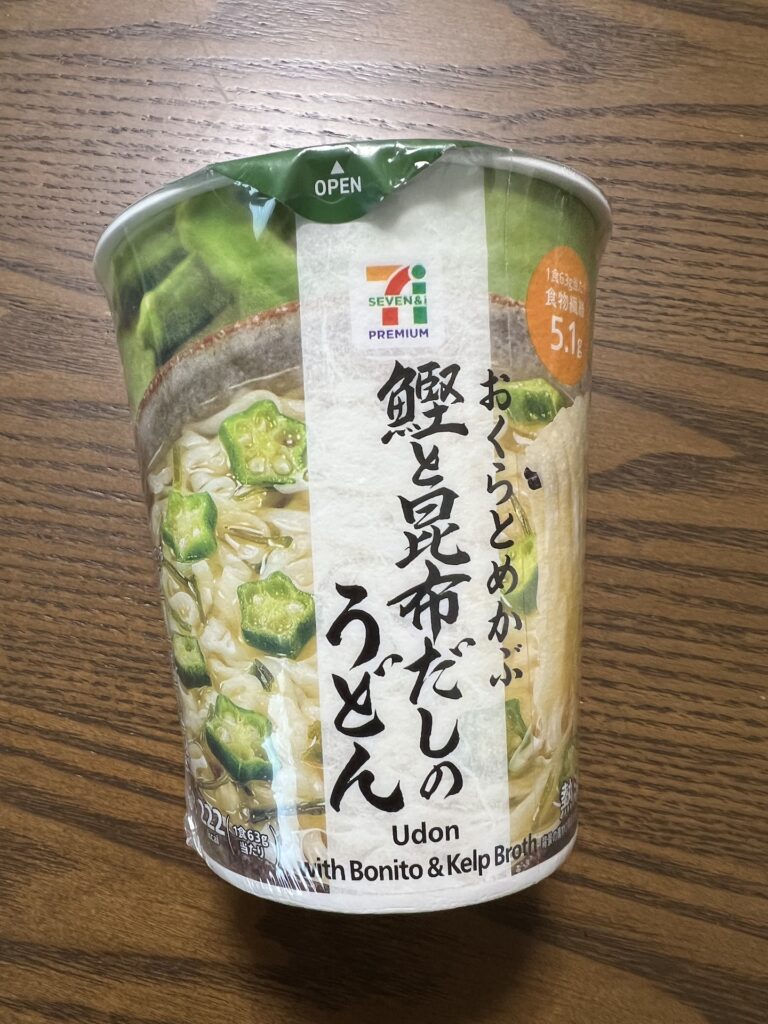 OPEN
SEVEN&i
PREMIUM
1食63g当たり
食物繊維
5.1g
おくらとめかぶ
鰹と昆布だしの
うどん
222
kcal
1食63g
当たり
Udon
with Bonito & Kelp Broth